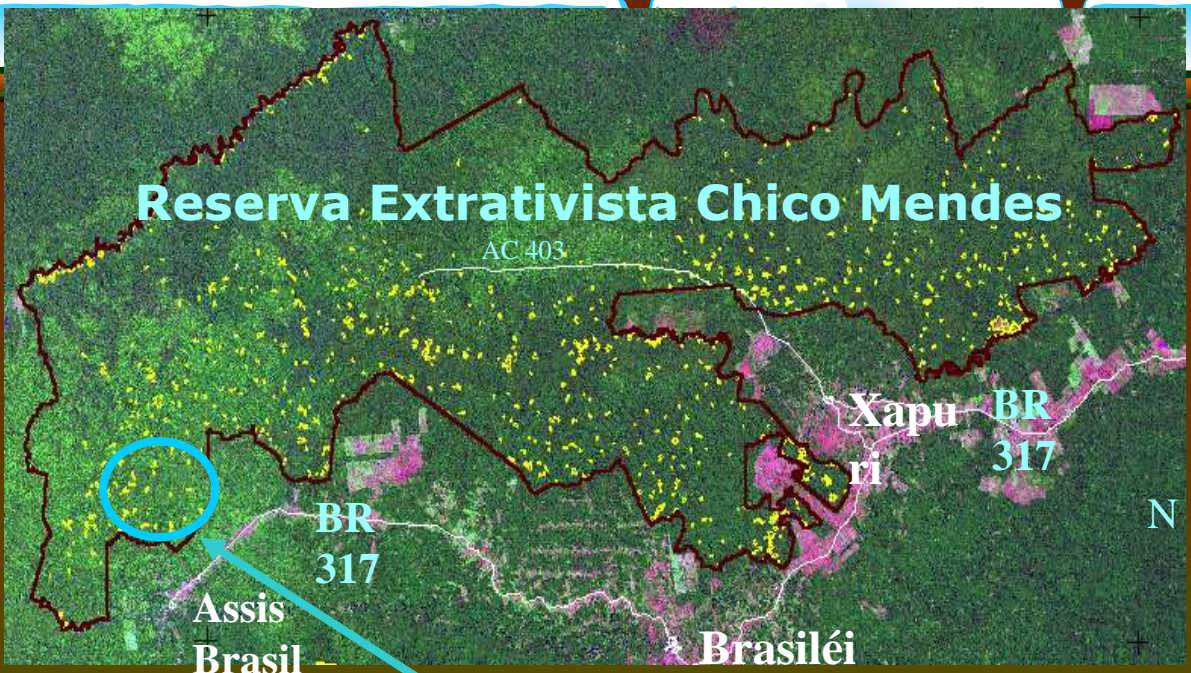 Reserva Extrativista Chico Mendes
AC 403
Xapu
ri
BR
317
N
BR
317
Assis
Brasil
Brasiléi